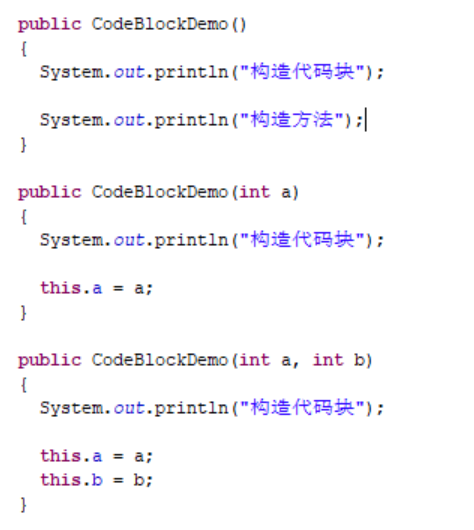 public CodeBlockDemo()
{
System.out.println("构造代码块");
System.out.println("构造方法");
}
public CodeBlockDemo(int a)
{
System.out.println("构造代码块");
this.a = a;
}
public CodeBlockDemo(int a, int b)
{
System.out.println("构造代码块");
this.a = a;
this.b = b;
}